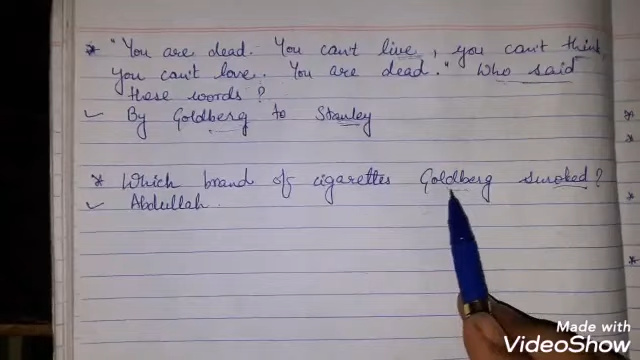 * "You are dead. You can't live, you can't think,
you can't love. You are dead." Who said
these words?
✓ By Goldberg to Stanley
* Which brand of cigarettes Goldberg smoked?
✓ Abdullah.
Made with
VideoShow